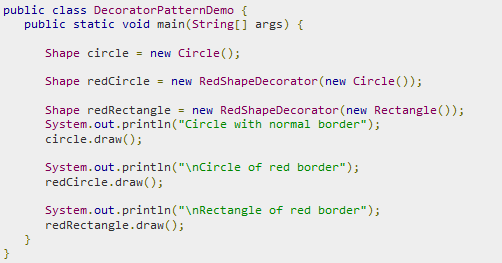 public class DecoratorPatternDemo {
   public static void main(String[] args) {

      Shape circle = new Circle();

      Shape redCircle = new RedShapeDecorator(new Circle());

      Shape redRectangle = new RedShapeDecorator(new Rectangle());
      System.out.println("Circle with normal border");
      circle.draw();

      System.out.println("\nCircle of red border");
      redCircle.draw();

      System.out.println("\nRectangle of red border");
      redRectangle.draw();
   }
}